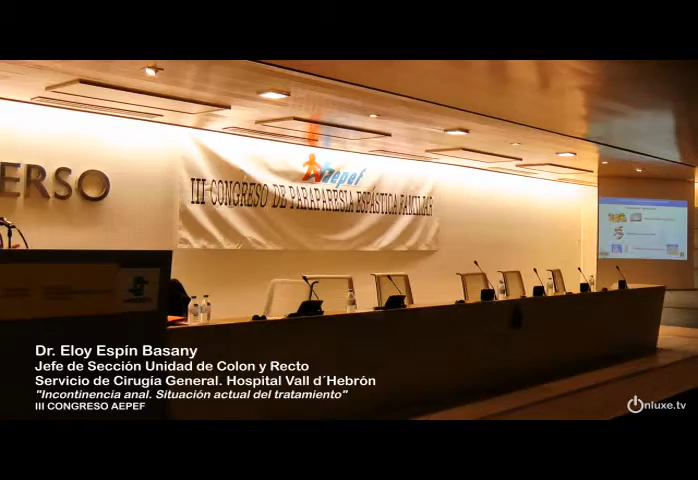 ERSO
aepef
III CONGRESO DE PARAPARESIA ESPÁSTICA FAMILIAR
Dr. Eloy Espín Basany
Jefe de Sección Unidad de Colon y Recto
Servicio de Cirugía General. Hospital Vall d´Hebrón
"Incontinencia anal. Situación actual del tratamiento"
III CONGRESO AEPEF
Onluxe.tv